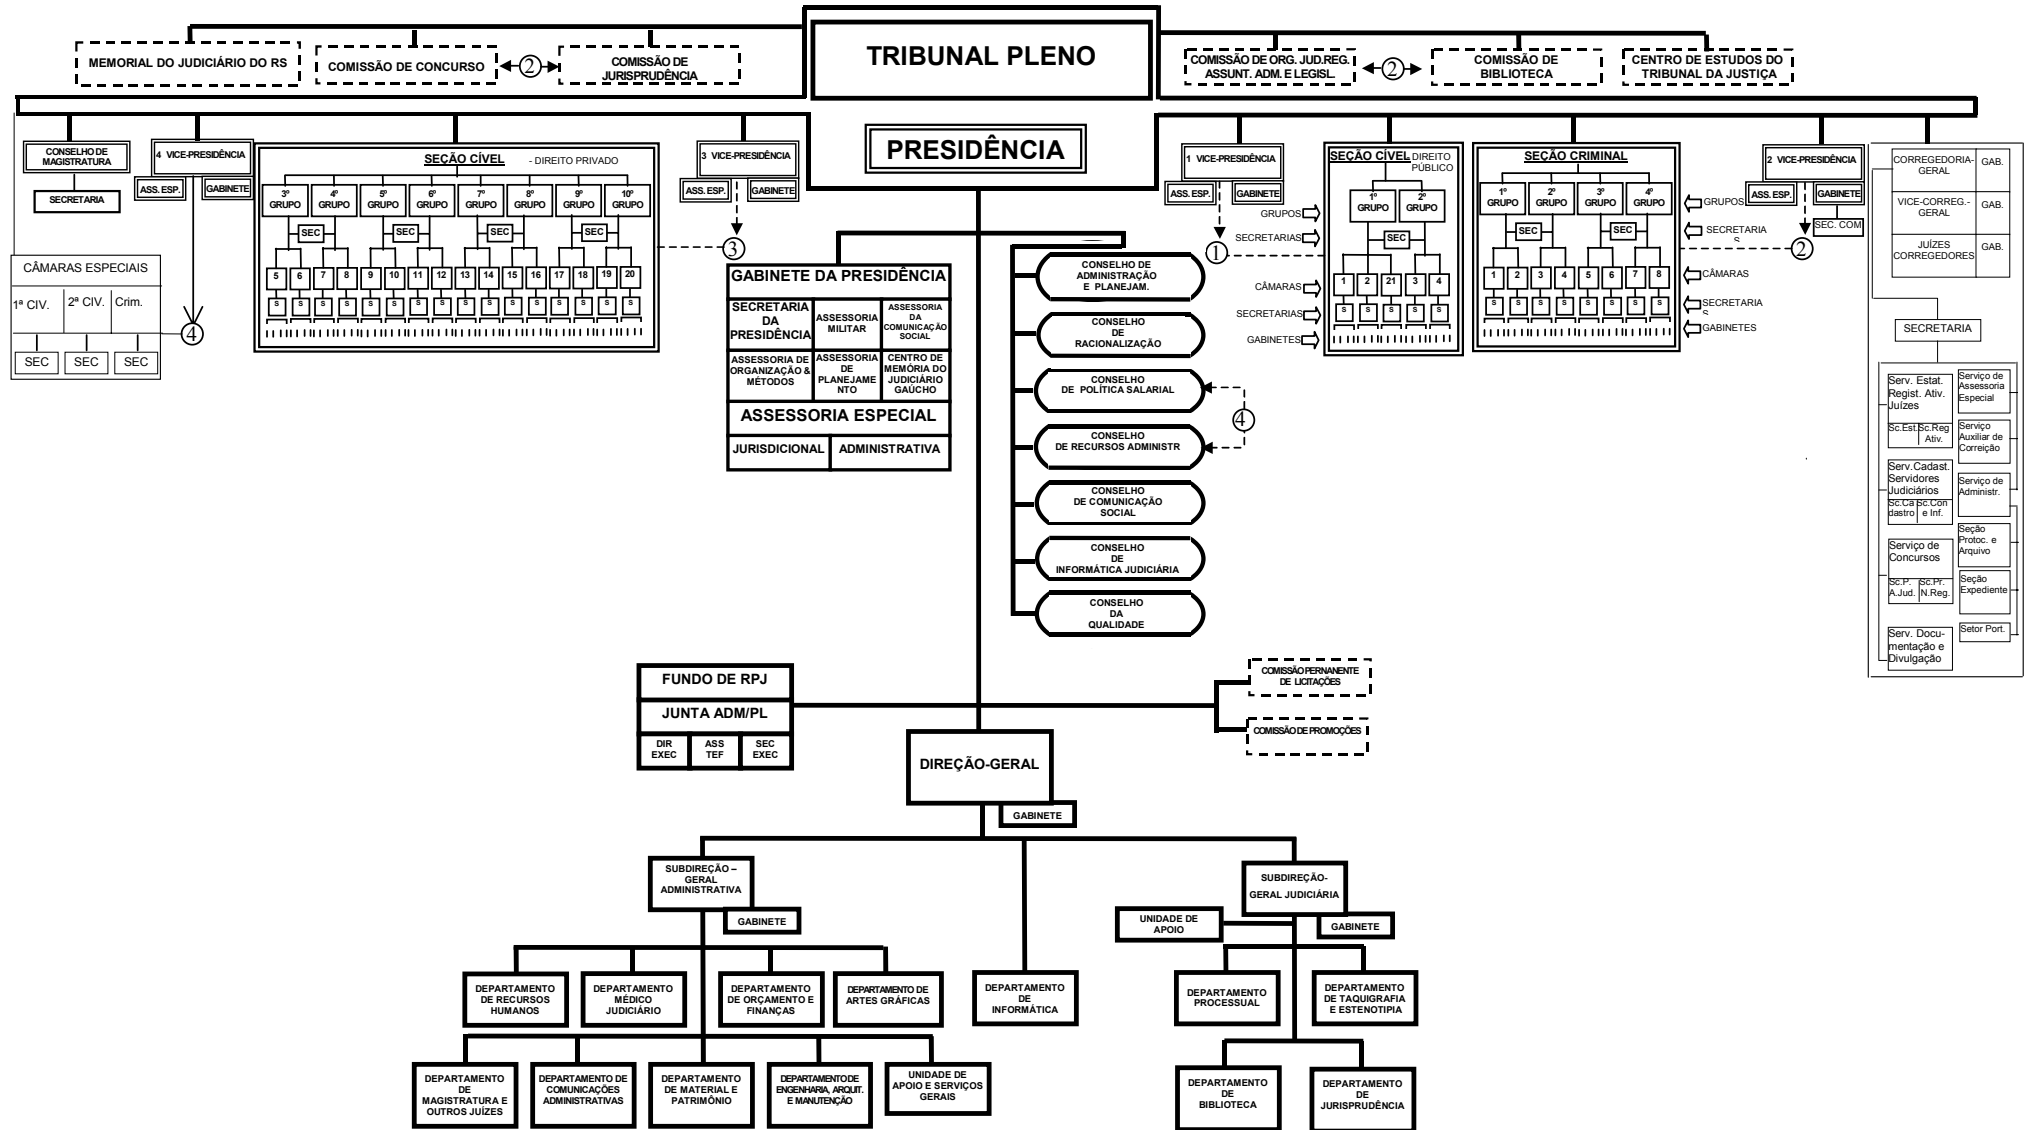 TRIBUNAL PLENO
MEMORIAL DO JUDICIÁRIO DO RS
COMISSÃO DE CONCURSO
2
COMISSÃO DE
JURISPRUDÊNCIA
COMISSÃO DE ORG. JUD.REG.
ASSUNT. ADM. E LEGISL.
2
COMISSÃO DE
BIBLIOTECA
CENTRO DE ESTUDOS DO
TRIBUNAL DA JUSTIÇA
PRESIDÊNCIA
CONSELHO DE
MAGISTRATURA
SECRETARIA
4 VICE-PRESIDÊNCIA
ASS. ESP.
GABINETE
SEÇÃO CÍVEL - DIREITO PRIVADO
3º
GRUPO
4º
GRUPO
5º
GRUPO
6º
GRUPO
7º
GRUPO
8º
GRUPO
9º
GRUPO
10º
GRUPO
SEC
SEC
SEC
SEC
5 6 7 8 9 10 11 12 13 14 15 16 17 18 19 20
S S S S S S S S S S S S S S S S
3 VICE-PRESIDÊNCIA
ASS. ESP.
GABINETE
3
1 VICE-PRESIDÊNCIA
ASS. ESP.
GABINETE
1
GRUPOS
SECRETARIAS
CÂMARAS
SECRETARIAS
GABINETES
SEÇÃO CÍVEL DIREITO
PÚBLICO
1º
GRUPO
2º
GRUPO
SEC
1 2 21 3 4
S S S S S
SEÇÃO CRIMINAL
1º
GRUPO
2º
GRUPO
3º
GRUPO
4º
GRUPO
SEC
SEC
1 2 3 4 5 6 7 8
S S S S S S S S
GRUPOS
SECRETARIA
S
CÂMARAS
SECRETARIA
S
GABINETES
2 VICE-PRESIDÊNCIA
ASS. ESP.
GABINETE
SEC. COM
2
CORREGEDORIA-
GERAL
GAB.
VICE-CORREG.-
GERAL
GAB.
JUÍZES
CORREGEDORES
GAB.
SECRETARIA
Serv. Estat.
Regist. Ativ.
Juízes
Sc.Est.
Sc.Reg
Ativ.
Serv.Cadast.
Servidores
Judiciários
Sc.Ca
dastro
Sc.Con
e Inf.
Serviço de
Concursos
Sc.P.
A.Jud.
Sc.Pr.
N.Reg.
Serv. Docu-
mentação e
Divulgação
Serviço de
Assessoria
Especial
Serviço
Auxiliar de
Correição
Serviço de
Administr.
Seção
Protoc. e
Arquivo
Seção
Expediente
Setor Port.
CÂMARAS ESPECIAIS
1ª CIV.
2ª CIV.
Crim.
SEC
SEC
SEC
4
GABINETE DA PRESIDÊNCIA
SECRETARIA
DA
PRESIDÊNCIA
ASSESSORIA
MILITAR
ASSESSORIA
DA
COMUNICAÇÃO
SOCIAL
ASSESSORIA DE
ORGANIZAÇÃO &
MÉTODOS
ASSESSORIA
DE
PLANEJAME
NTO
CENTRO DE
MEMÓRIA DO
JUDICIÁRIO
GAÚCHO
ASSESSORIA ESPECIAL
JURISDICIONAL
ADMINISTRATIVA
CONSELHO DE
ADMINISTRAÇÃO
E PLANEJAM.
CONSELHO
DE
RACIONALIZAÇÃO
CONSELHO
DE POLÍTICA SALARIAL
4
CONSELHO
DE RECURSOS ADMINISTR
CONSELHO
DE COMUNICAÇÃO
SOCIAL
CONSELHO
DE
INFORMÁTICA JUDICIÁRIA
CONSELHO
DA
QUALIDADE
FUNDO DE RPJ
JUNTA ADM/PL
DIR
EXEC
ASS
TEF
SEC
EXEC
COMISSÃO PERMANENTE
DE LICITAÇÕES
COMISSÃO DE PROMOÇÕES
DIREÇÃO-GERAL
GABINETE
SUBDIREÇÃO –
GERAL
ADMINISTRATIVA
GABINETE
SUBDIREÇÃO-
GERAL JUDICIÁRIA
GABINETE
UNIDADE DE
APOIO
DEPARTAMENTO
DE RECURSOS
HUMANOS
DEPARTAMENTO
MÉDICO
JUDICIÁRIO
DEPARTAMENTO
DE ORÇAMENTO E
FINANÇAS
DEPARTAMENTO DE
ARTES GRÁFICAS
DEPARTAMENTO
DE
INFORMÁTICA
DEPARTAMENTO
PROCESSUAL
DEPARTAMENTO
DE TAQUIGRAFIA
E ESTENOTIPIA
DEPARTAMENTO
DE
MAGISTRATURA E
OUTROS JUÍZES
DEPARTAMENTO DE
COMUNICAÇÕES
ADMINISTRATIVAS
DEPARTAMENTO
DE MATERIAL E
PATRIMÔNIO
DEPARTAMENTO DE
ENGENHARIA, ARQUIT.
E MANUTENÇÃO
UNIDADE DE
APOIO E SERVIÇOS
GERAIS
DEPARTAMENTO
DE
BIBLIOTECA
DEPARTAMENTO
DE
JURISPRUDÊNCIA